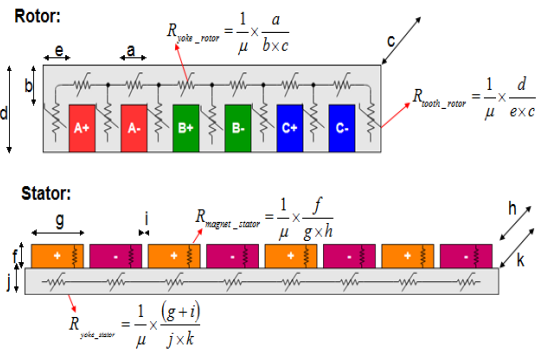 Rotor:
R_yoke_rotor = 1/μ × a/(b×c)
c
e
a
b
d
A+ A- B+ B- C+ C-
R_tooth_rotor = 1/μ × d/(e×c)
Stator:
g
i
R_magnet_stator = 1/μ × f/(g×h)
h
k
f
+ - + - + - + -
j
R_yoke_stator = 1/μ × (g+i)/(j×k)